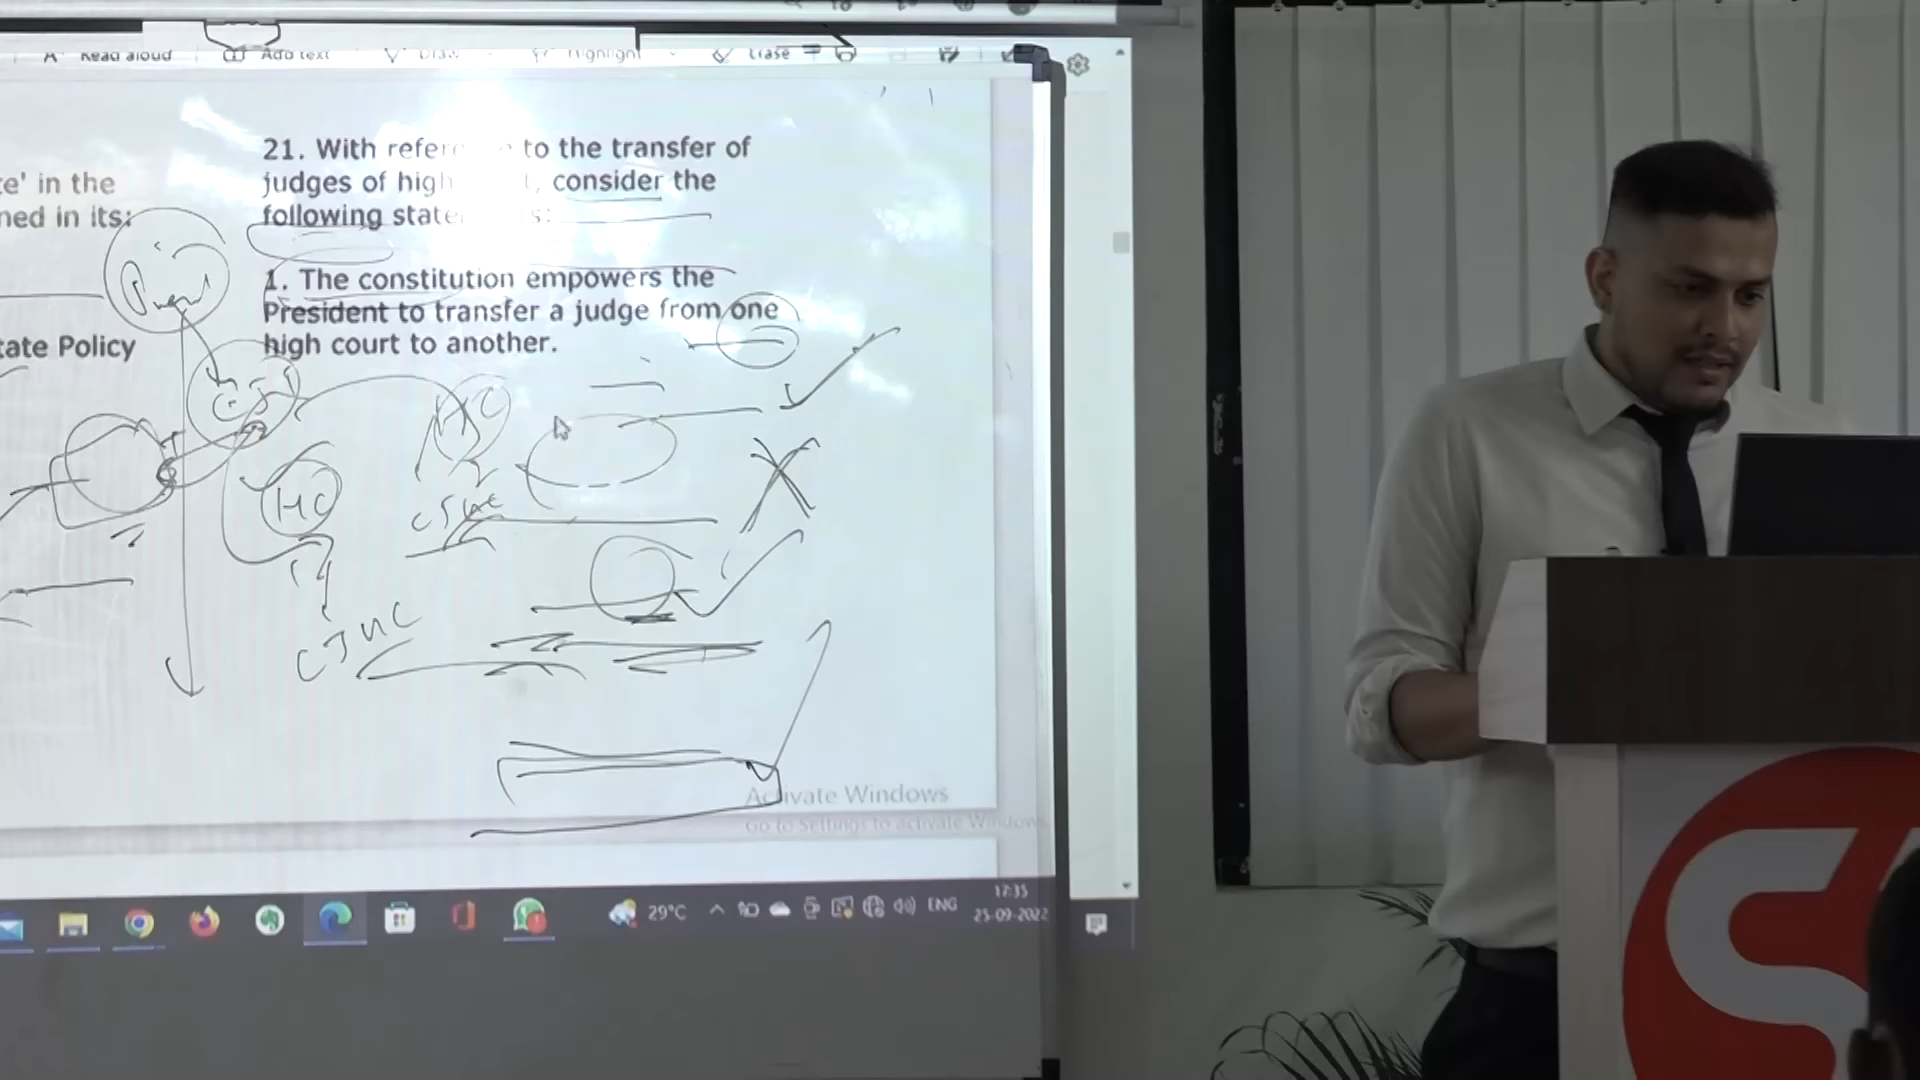 Read aloud
Add text
Draw
Highlight
Erase
te' in the
ned in its:
tate Policy
21. With refere to the transfer of
judges of high t, consider the
following state s:
1. The constitution empowers the
President to transfer a judge from one
high court to another.
CJI
HC
HC
CJHC
CJHC
Activate Windows
Go to Settings to activate Windows
29°C
ENG
17:35
25-09-2022
S